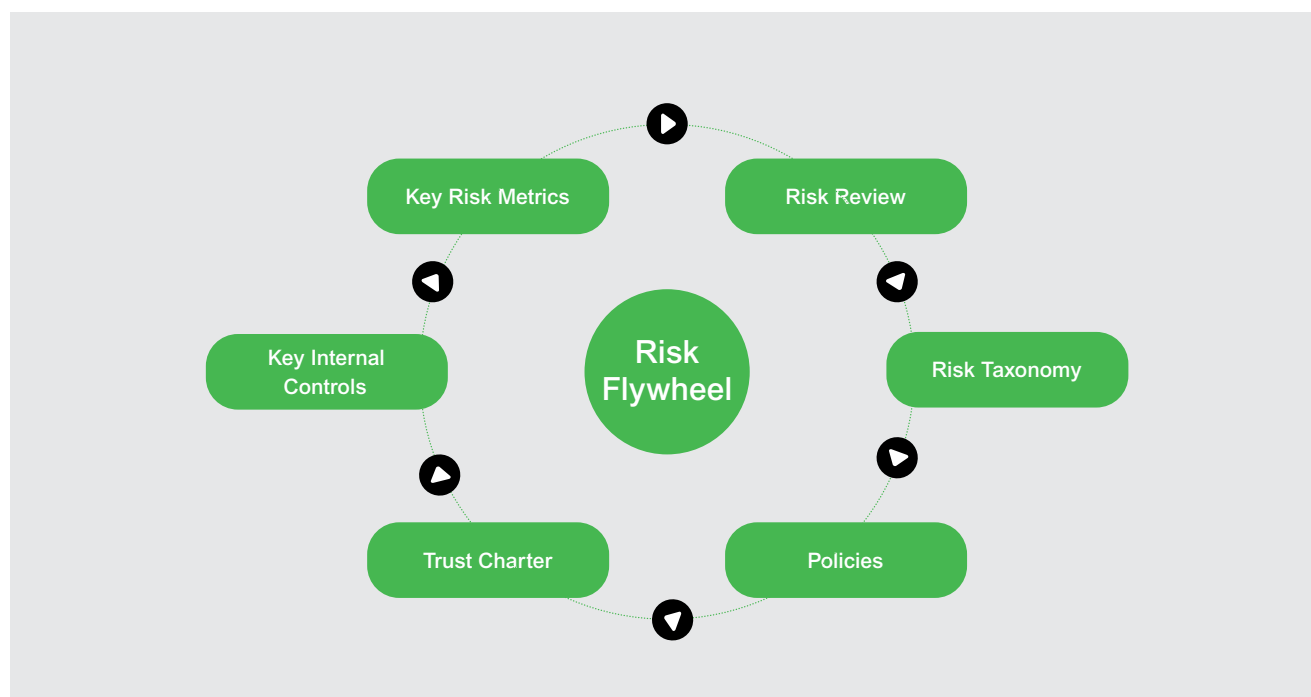 Key Risk Metrics
Risk Review
Key Internal
Controls
Risk
Flywheel
Risk Taxonomy
Trust Charter
Policies